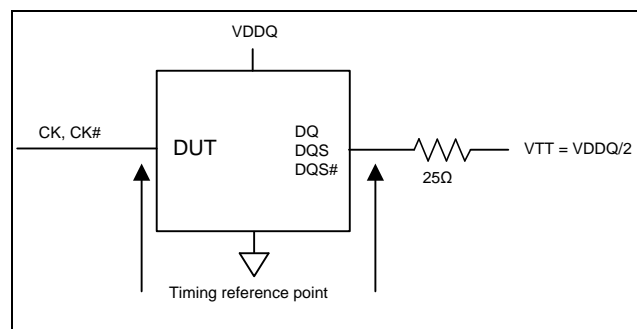 VDDQ
CK, CK#
DUT
DQ
DQS
DQS#
25Ω
VTT = VDDQ/2
Timing reference point